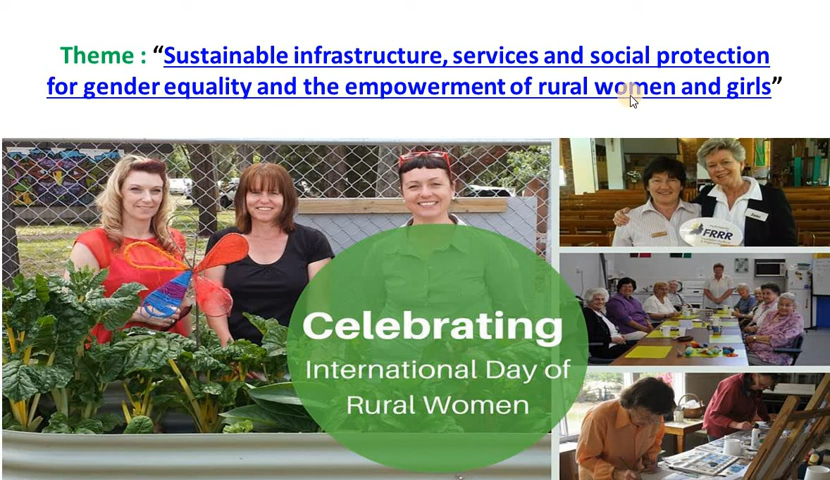 Theme : “Sustainable infrastructure, services and social protection
for gender equality and the empowerment of rural women and girls”
FRRR
Celebrating
International Day of
Rural Women